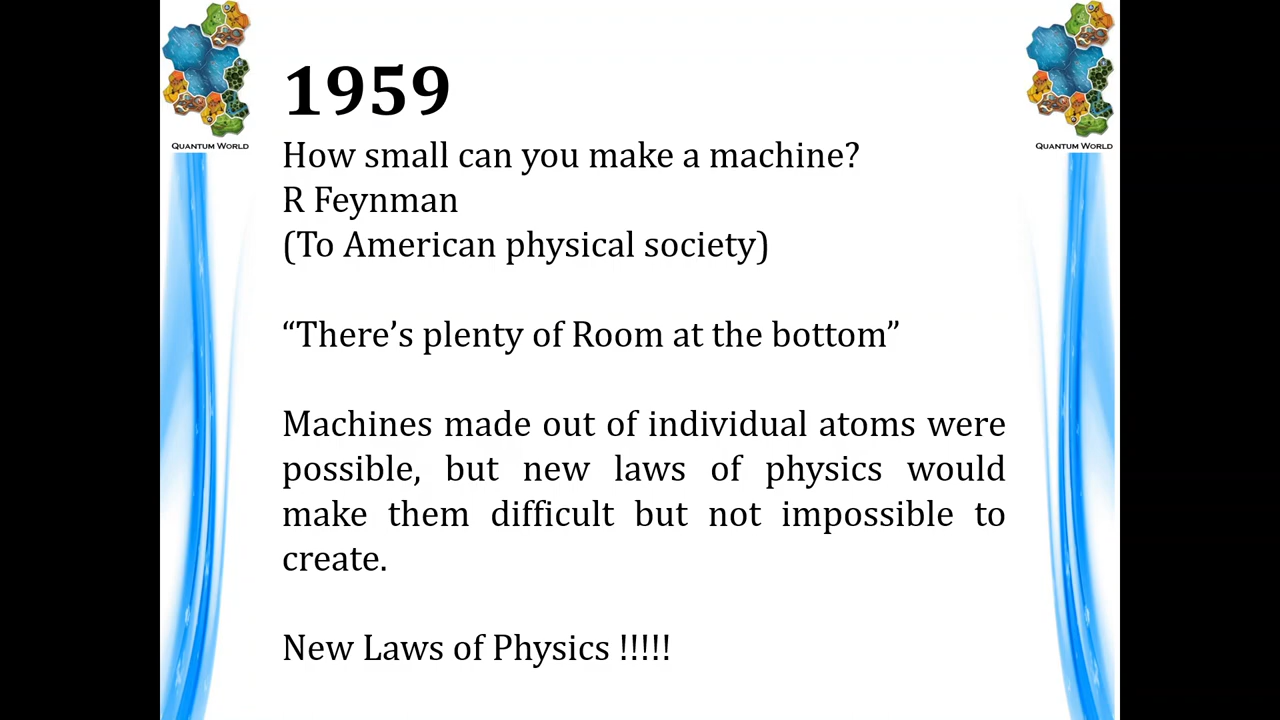 1959
How small can you make a machine?
R Feynman
(To American physical society)
“There’s plenty of Room at the bottom”
Machines made out of individual atoms were
possible, but new laws of physics would
make them difficult but not impossible to
create.
New Laws of Physics !!!!!
QUANTUM WORLD
QUANTUM WORLD